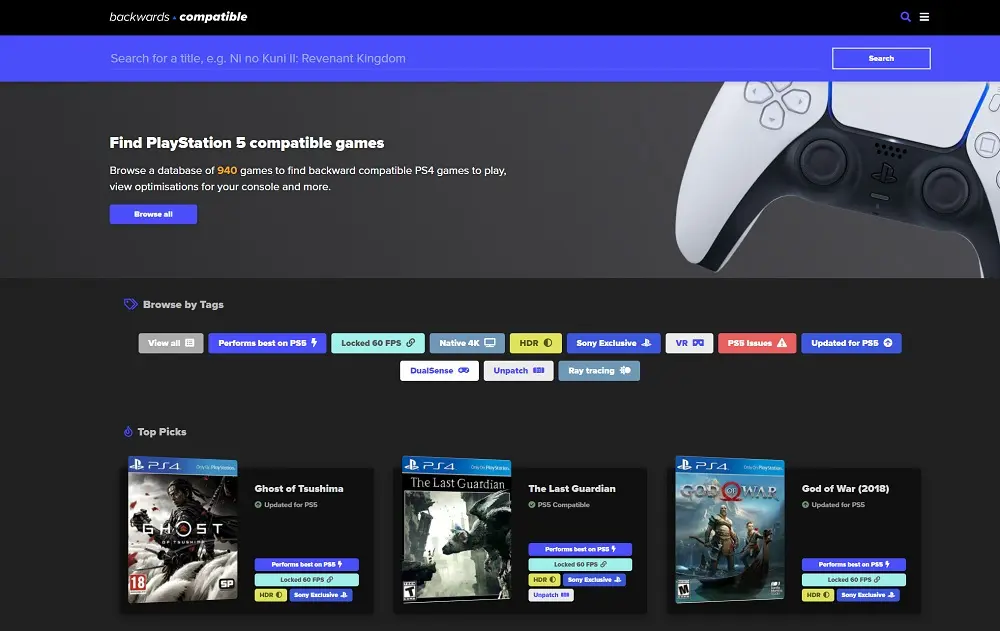 backwards compatible
Search for a title, e.g. Ni no Kuni II: Revenant Kingdom
Search
Find PlayStation 5 compatible games
Browse a database of 940 games to find backward compatible PS4 games to play,
view optimisations for your console and more.
Browse all
Browse by Tags
View all
Performs best on PS5
Locked 60 FPS
Native 4K
HDR
Sony Exclusive
VR
PS5 Issues
Updated for PS5
DualSense
Unpatch
Ray tracing
Top Picks
PS4
Only On PlayStation
GHOST
OF TSUSHIMA
18
SP
Ghost of Tsushima
Updated for PS5
Performs best on PS5
Locked 60 FPS
HDR
Sony Exclusive
PS4
Only On PlayStation
The Last Guardian
T
The Last Guardian
PS5 Compatible
Performs best on PS5
Locked 60 FPS
HDR
Sony Exclusive
Unpatch
PS4
Only On PlayStation
GOD OF WAR
M
God of War (2018)
Updated for PS5
Performs best on PS5
Locked 60 FPS
HDR
Sony Exclusive